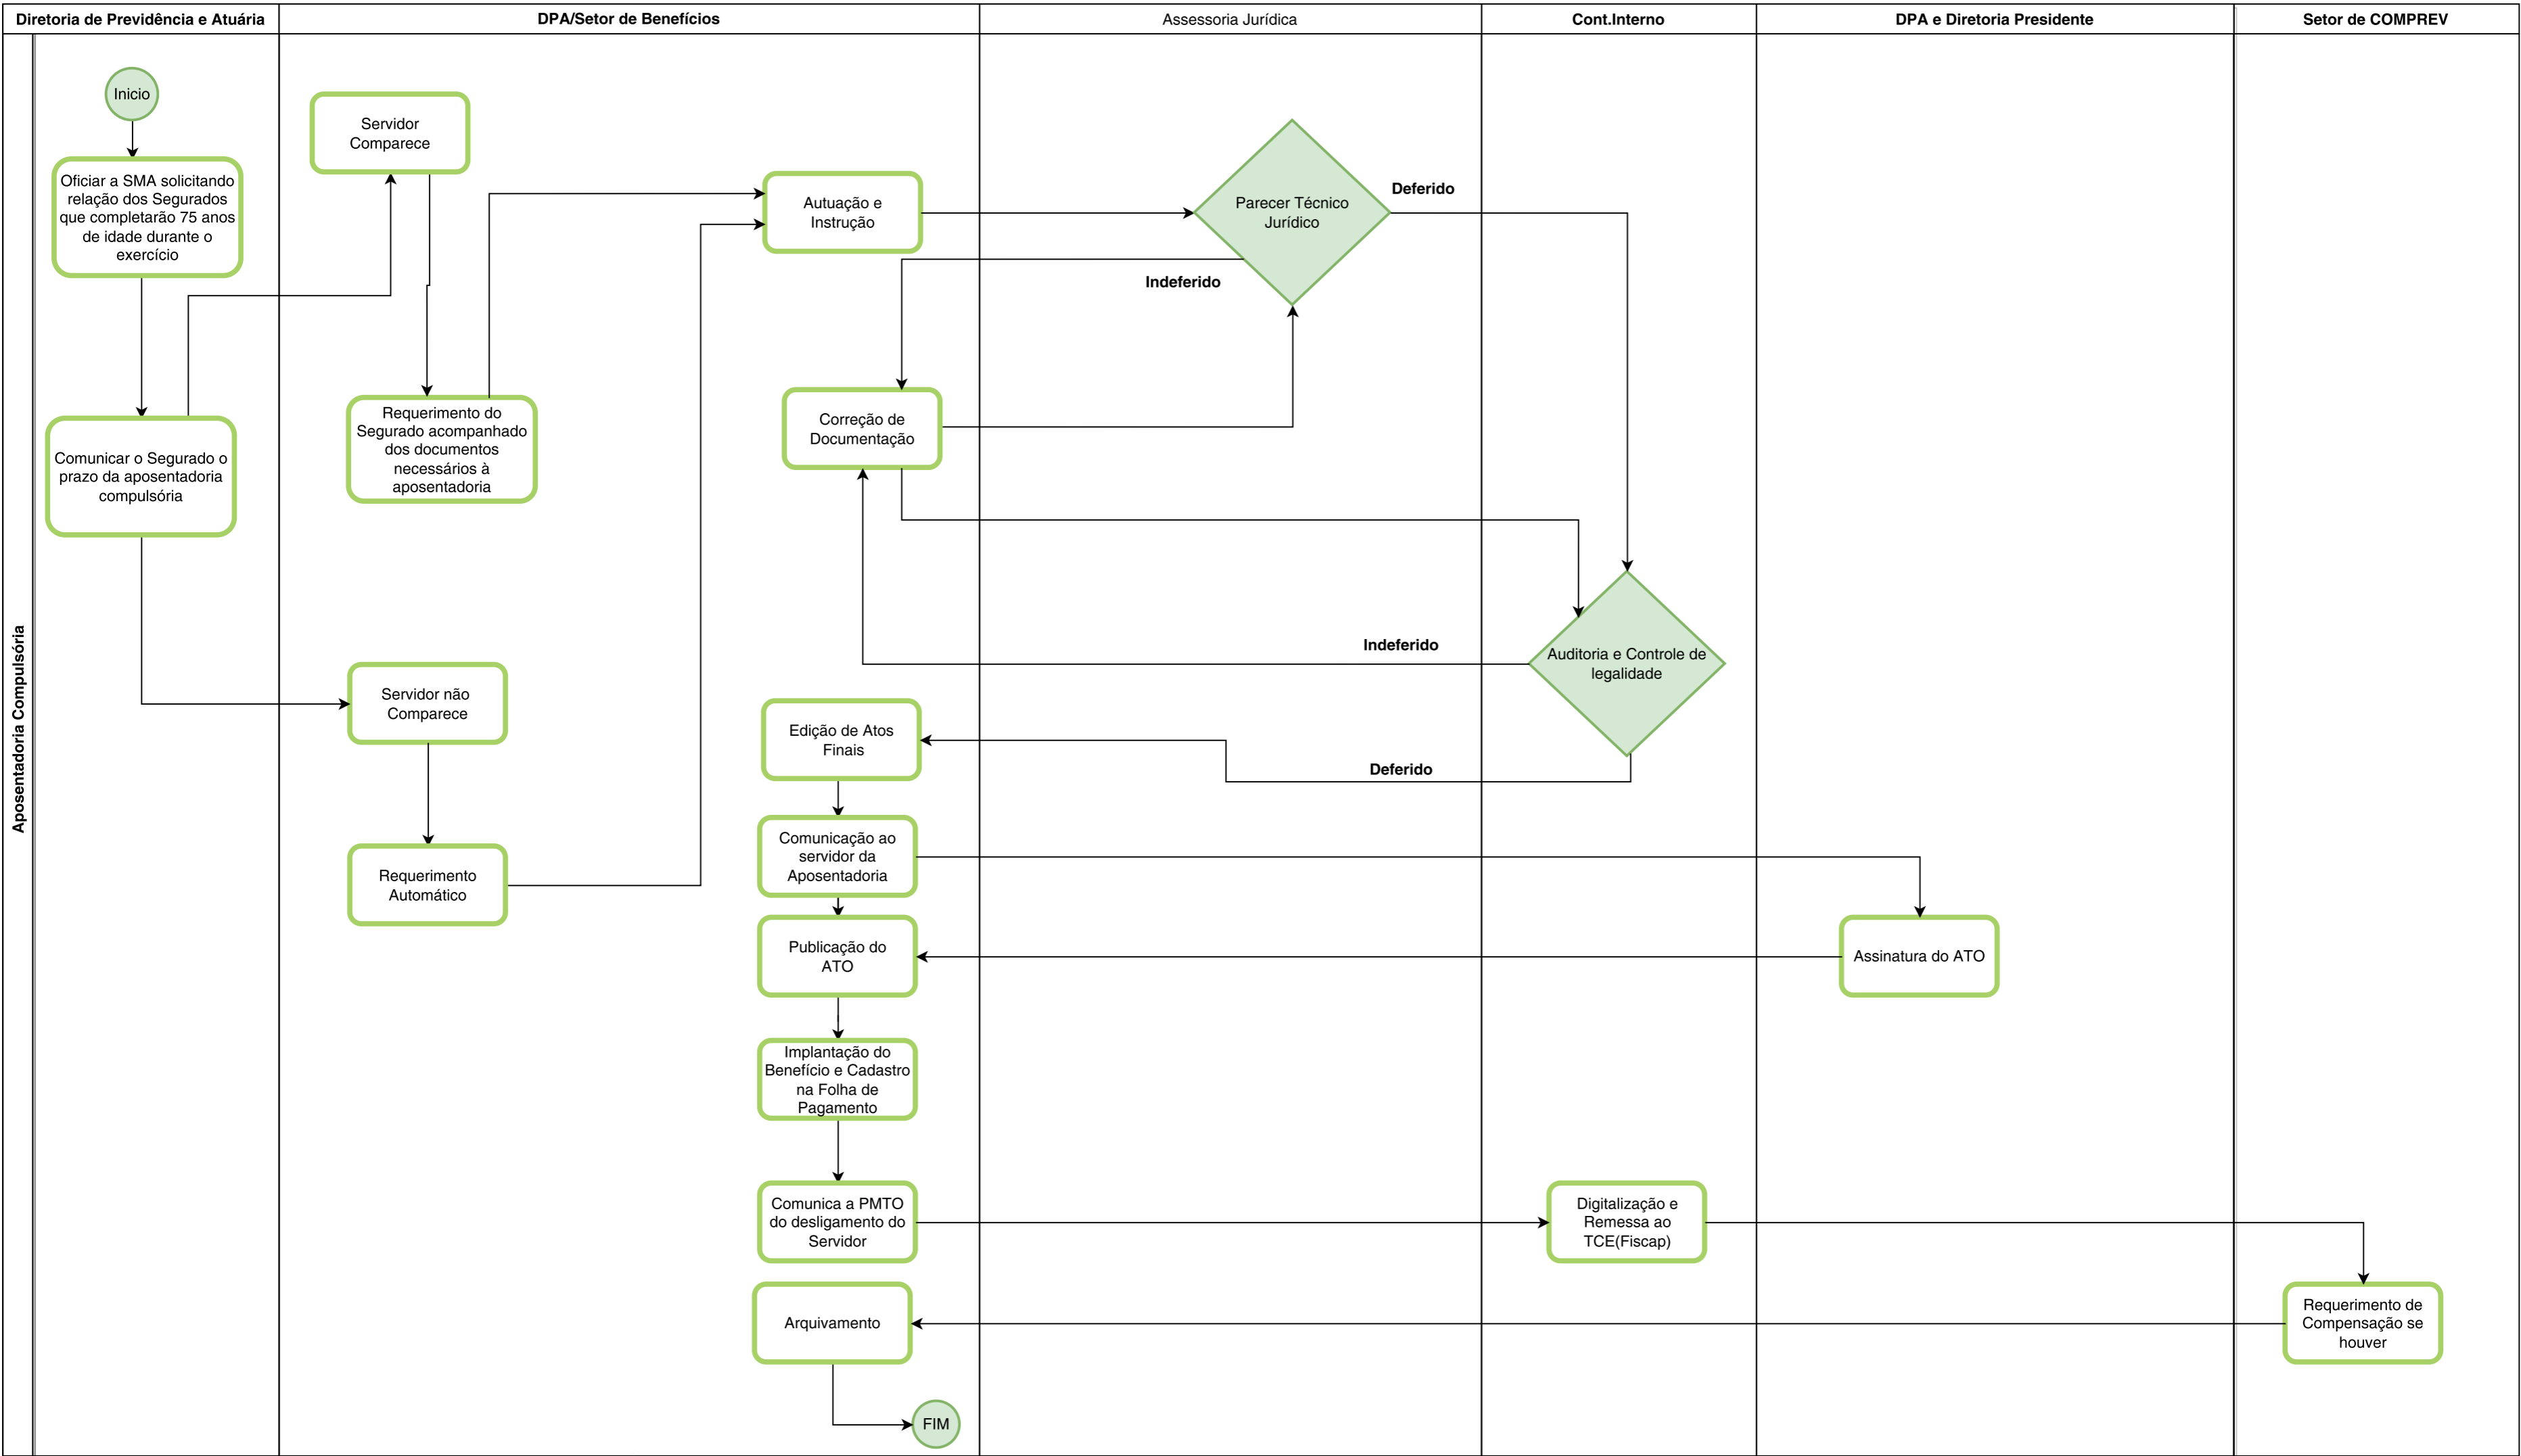 Diretoria de Previdência e Atuária
DPA/Setor de Benefícios
Assessoria Jurídica
Cont.Interno
DPA e Diretoria Presidente
Setor de COMPREV
Aposentadoria Compulsória
Inicio
Oficiar a SMA solicitando
relação dos Segurados
que completarão 75 anos
de idade durante o
exercício
Comunicar o Segurado o
prazo da aposentadoria
compulsória
Servidor
Comparece
Requerimento do
Segurado acompanhado
dos documentos
necessários à
aposentadoria
Servidor não
Comparece
Requerimento
Automático
Autuação e
Instrução
Parecer Técnico
Jurídico
Deferido
Indeferido
Correção de
Documentação
Auditoria e Controle de
legalidade
Indeferido
Deferido
Edição de Atos
Finais
Comunicação ao
servidor da
Aposentadoria
Assinatura do ATO
Publicação do
ATO
Implantação do
Benefício e Cadastro
na Folha de
Pagamento
Comunica a PMTO
do desligamento do
Servidor
Digitalização e
Remessa ao
TCE(Fiscap)
Requerimento de
Compensação se
houver
Arquivamento
FIM